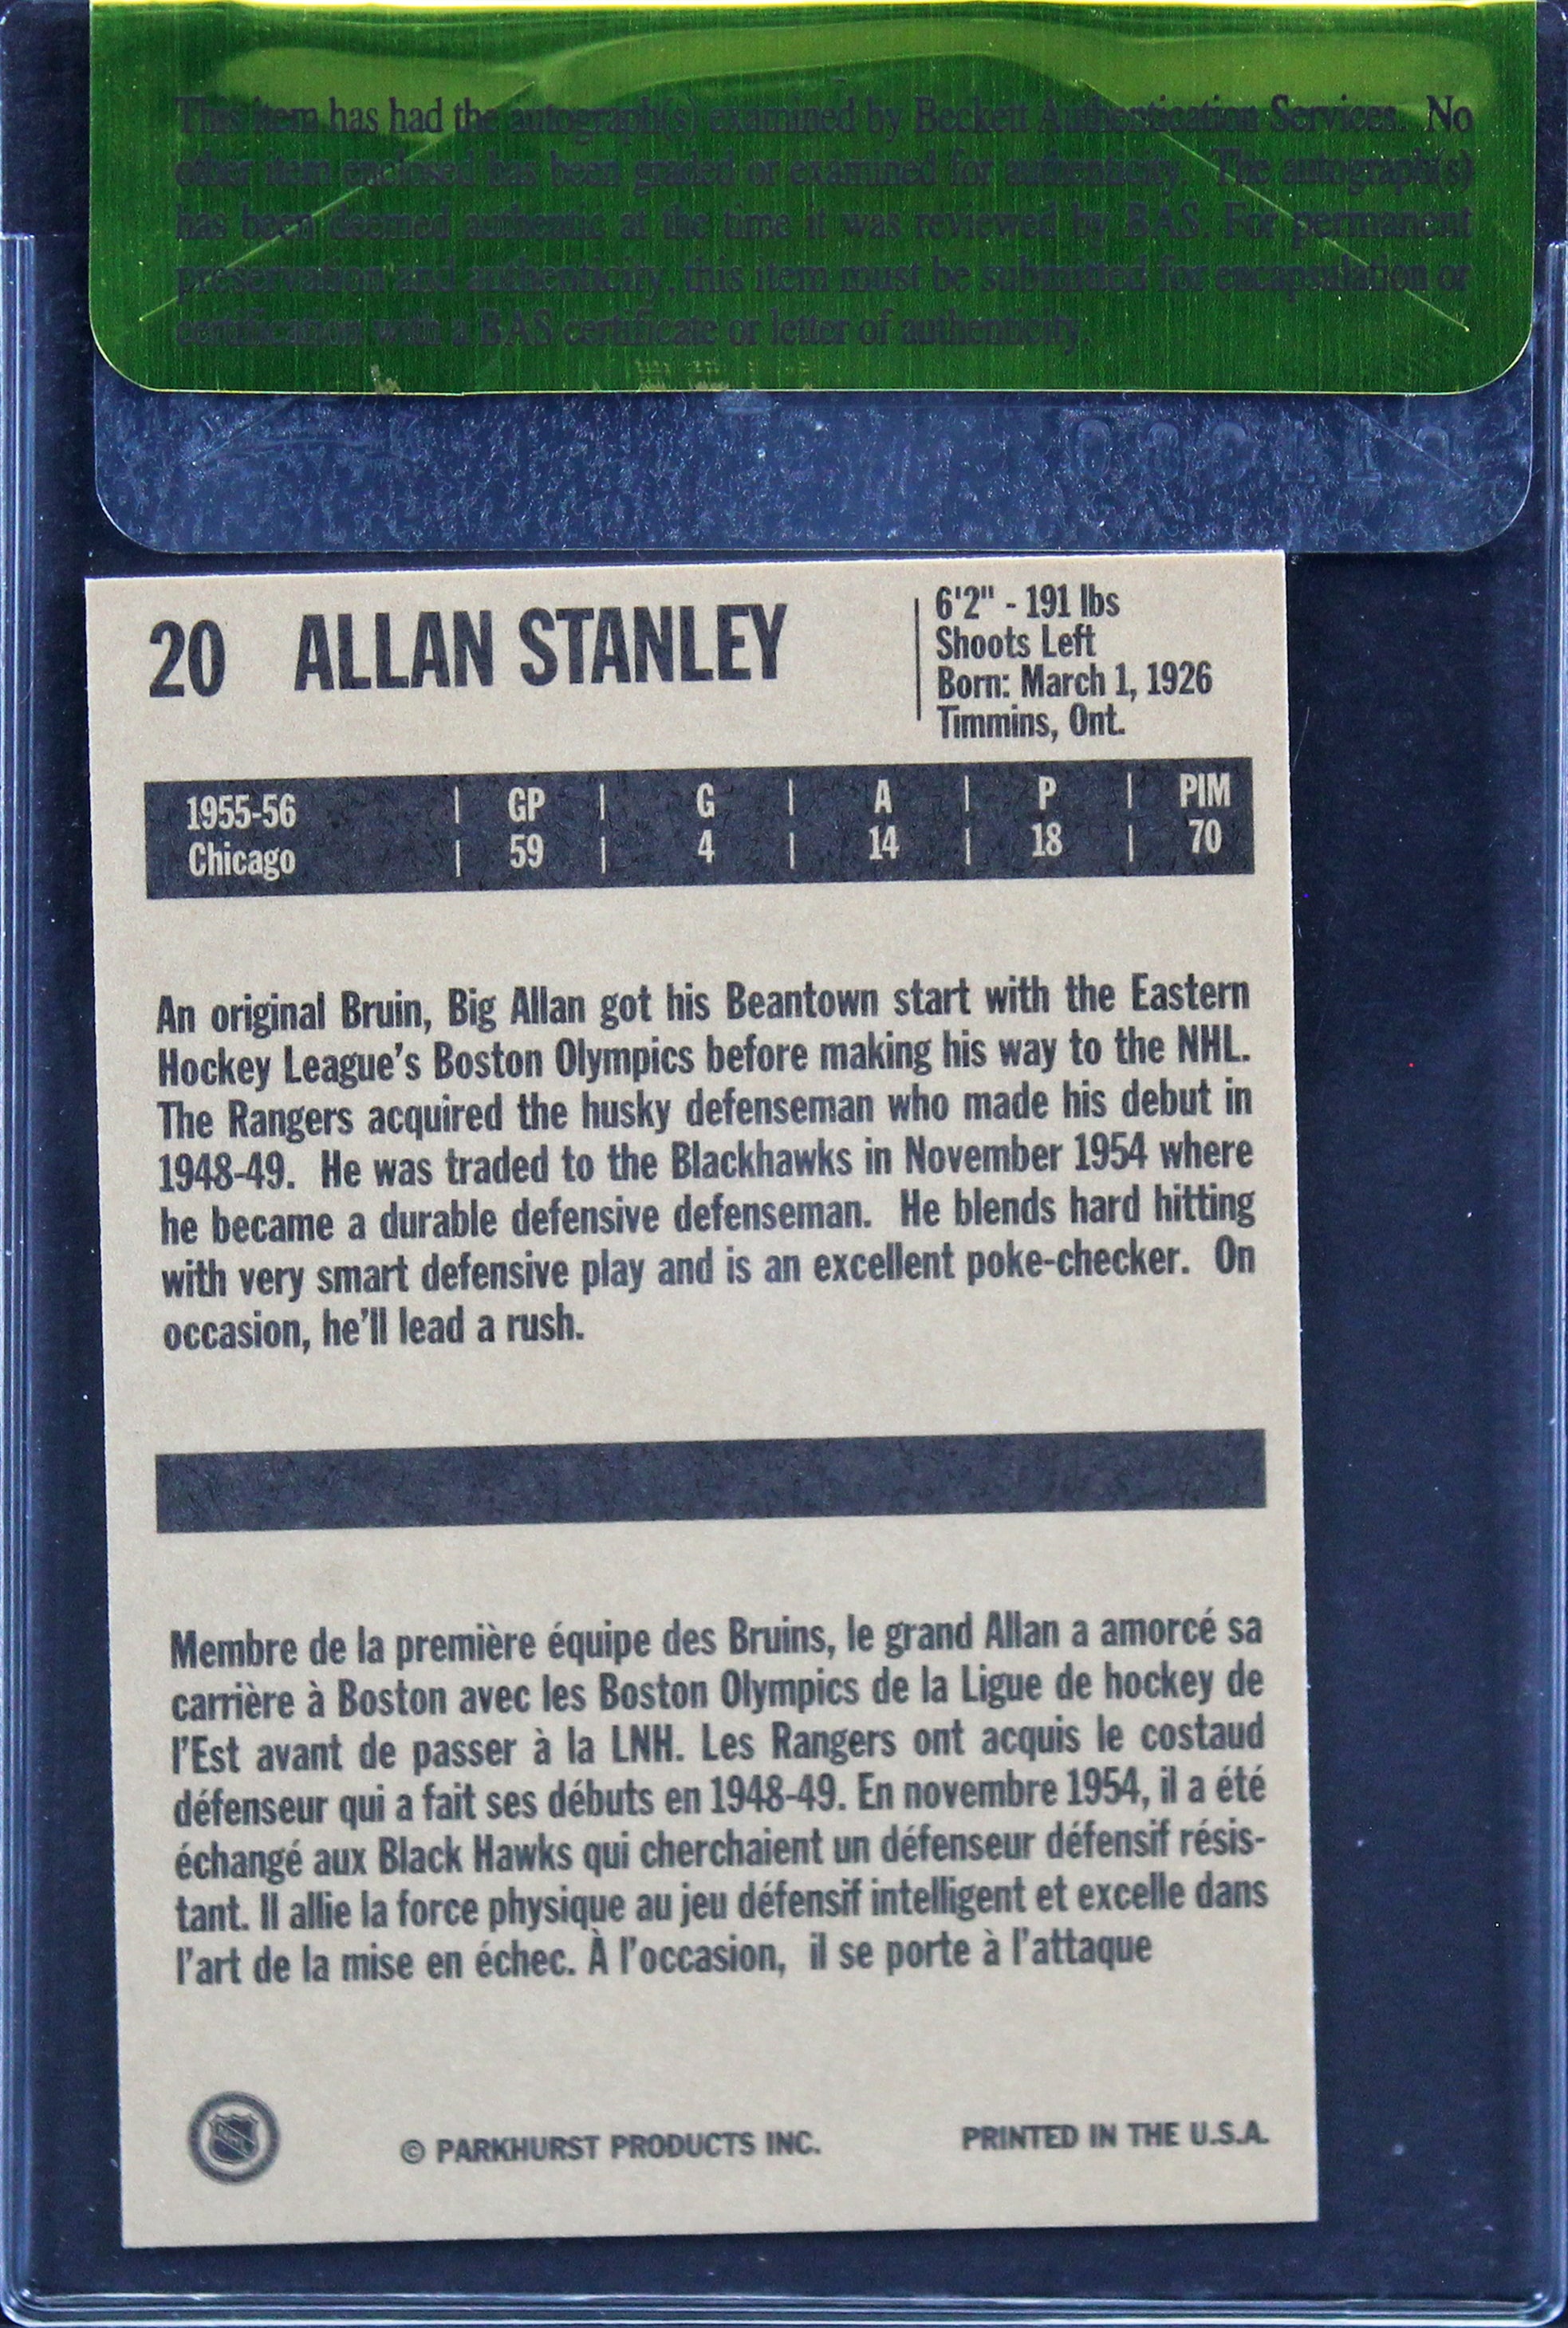 This item has had the autograph(s) examined by Beckett Authentication Services. No
other item enclosed has been graded or examined for authenticity. The autograph(s)
has been deemed authentic at the time it was reviewed by BAS. For permanent
preservation and authenticity, this item must be submitted for encapsulation or
certification with a BAS certificate or letter of authenticity.
20 ALLAN STANLEY
6'2" - 191 lbs
Shoots Left
Born: March 1, 1926
Timmins, Ont.
1955-56 | GP | G | A | P | PIM
Chicago | 59 | 4 | 14 | 18 | 70
An original Bruin, Big Allan got his Beantown start with the Eastern
Hockey League's Boston Olympics before making his way to the NHL.
The Rangers acquired the husky defenseman who made his debut in
1948-49. He was traded to the Blackhawks in November 1954 where
he became a durable defensive defenseman. He blends hard hitting
with very smart defensive play and is an excellent poke-checker. On
occasion, he'll lead a rush.
Membre de la première équipe des Bruins, le grand Allan a amorcé sa
carrière à Boston avec les Boston Olympics de la Ligue de hockey de
l'Est avant de passer à la LNH. Les Rangers ont acquis le costaud
défenseur qui a fait ses débuts en 1948-49. En novembre 1954, il a été
échangé aux Black Hawks qui cherchaient un défenseur défensif résis-
tant. Il allie la force physique au jeu défensif intelligent et excelle dans
l'art de la mise en échec. À l'occasion, il se porte à l'attaque
© PARKHURST PRODUCTS INC.
PRINTED IN THE U.S.A.